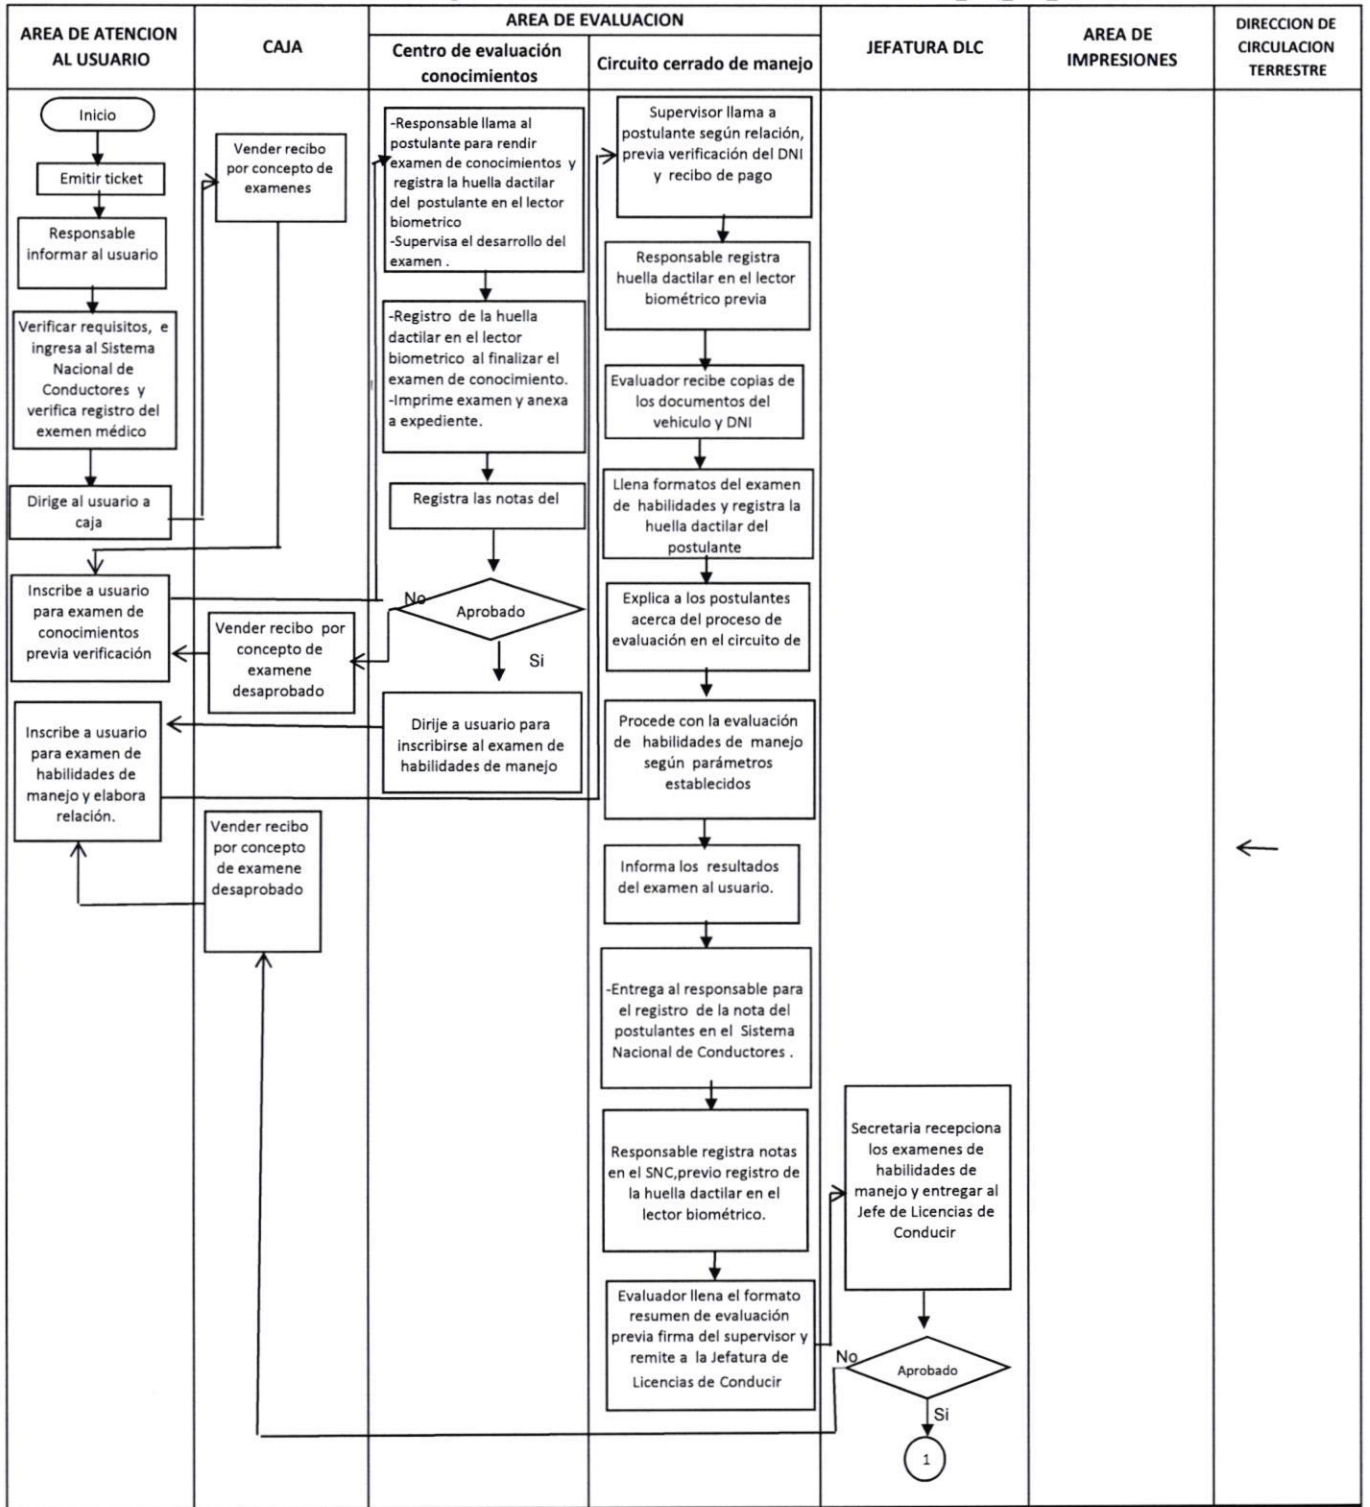 AREA DE ATENCION
AL USUARIO
CAJA
AREA DE EVALUACION
Centro de evaluación
conocimientos
Circuito cerrado de manejo
JEFATURA DLC
AREA DE
IMPRESIONES
DIRECCION DE
CIRCULACION
TERRESTRE
Inicio
Emitir ticket
Responsable
informar al usuario
Verificar requisitos, e
ingresa al Sistema
Nacional de
Conductores y
verifica registro del
exemen médico
Dirige al usuario a
caja
Inscribe a usuario
para examen de
conocimientos
previa verificación
Inscribe a usuario
para examen de
habilidades de
manejo y elabora
relación.
Vender recibo
por concepto de
examenes
Vender recibo por
concepto de
examene
desaprobado
Vender recibo
por concepto
de examene
desaprobado
-Responsable llama al
postulante para rendir
examen de conocimientos y
registra la huella dactilar
del postulante en el lector
biometrico
-Supervisa el desarrollo del
examen .
-Registro de la huella
dactilar en el lector
biometrico al finalizar el
examen de conocimiento.
-Imprime examen y anexa
a expediente.
Registra las notas del
No
Aprobado
Si
Dirije a usuario para
inscribirse al examen de
habilidades de manejo
Supervisor llama a
postulante según relación,
previa verificación del DNI
y recibo de pago
Responsable registra
huella dactilar en el lector
biométrico previa
Evaluador recibe copias de
los documentos del
vehiculo y DNI
Llena formatos del examen
de habilidades y registra la
huella dactilar del
postulante
Explica a los postulantes
acerca del proceso de
evaluación en el circuito de
Procede con la evaluación
de habilidades de manejo
según parámetros
establecidos
Informa los resultados
del examen al usuario.
-Entrega al responsable para
el registro de la nota del
postulantes en el Sistema
Nacional de Conductores .
Responsable registra notas
en el SNC,previo registro de
la huella dactilar en el
lector biométrico.
Evaluador llena el formato
resumen de evaluación
previa firma del supervisor y
remite a la Jefatura de
Licencias de Conducir
Secretaria recepciona
los examenes de
habilidades de
manejo y entregar al
Jefe de Licencias de
Conducir
No
Aprobado
Si
1